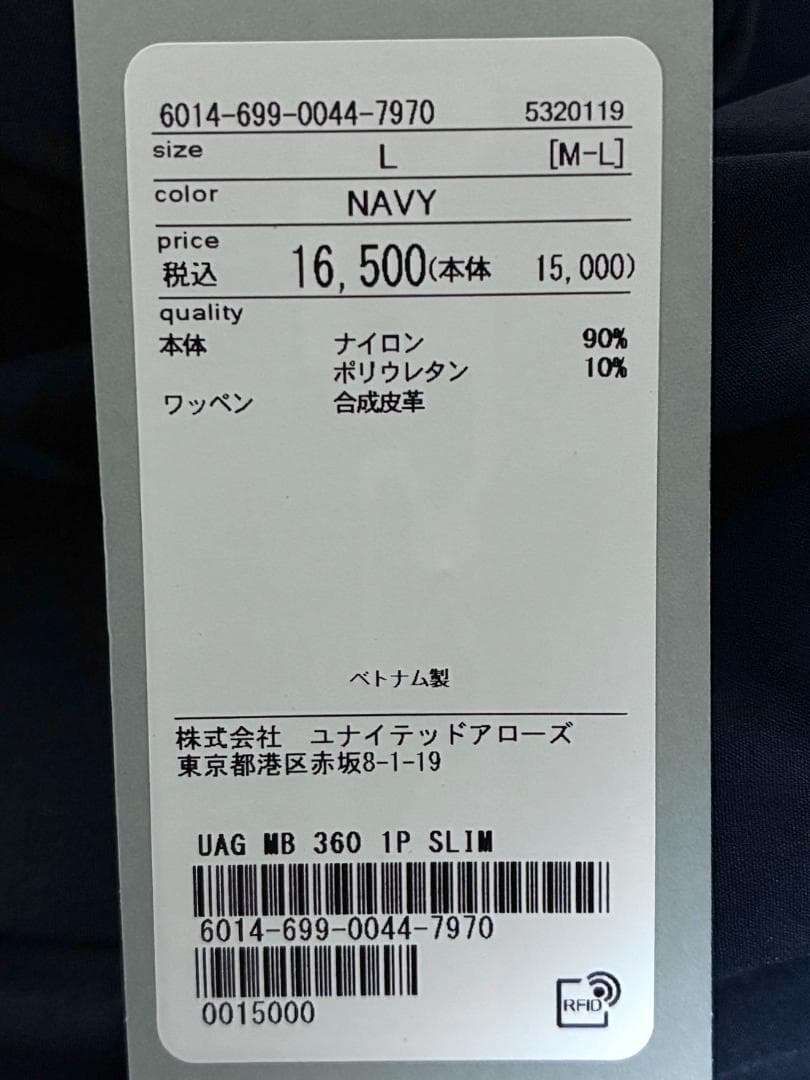 6014-699-0044-7970 5320119
size L [M-L]
color NAVY
price
税込 16,500(本体 15,000)
quality
本体 ナイロン 90%
ポリウレタン 10%
ワッペン 合成皮革
ベトナム製
株式会社 ユナイテッドアローズ
東京都港区赤坂8-1-19
UAG MB 360 1P SLIM
6014-699-0044-7970
0015000
RFID